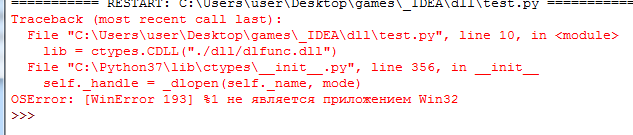 =========== RESTART: C:\Users\user\Desktop\games\_IDEA\dll\test.py ===========
Traceback (most recent call last):
  File "C:\Users\user\Desktop\games\_IDEA\dll\test.py", line 10, in <module>
    lib = ctypes.CDLL("./dll/dlfunc.dll")
  File "C:\Python37\lib\ctypes\__init__.py", line 356, in __init__
    self._handle = _dlopen(self._name, mode)
OSError: [WinError 193] %1 не является приложением Win32
>>>